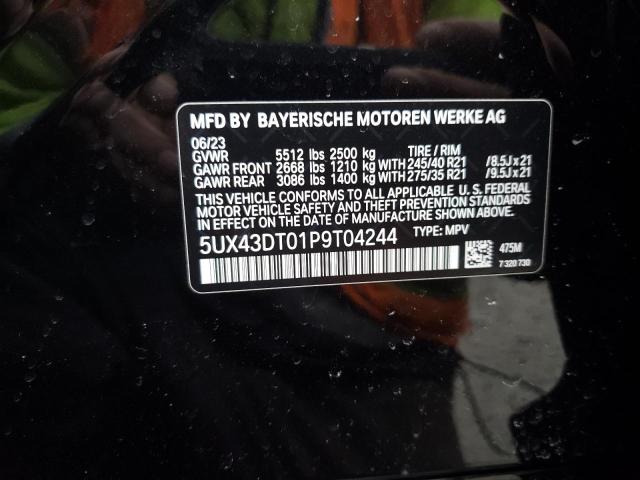 MFD BY BAYERISCHE MOTOREN WERKE AG
06/23 TIRE / RIM
GVWR 5512 lbs 2500 kg
GAWR FRONT 2668 lbs 1210 kg WITH 245/40 R21 /8.5J x 21
GAWR REAR 3086 lbs 1400 kg WITH 275/35 R21 /9.5J x 21
THIS VEHICLE CONFORMS TO ALL APPLICABLE U.S. FEDERAL
MOTOR VEHICLE SAFETY AND THEFT PREVENTION STANDARDS IN EFFECT ON THE
DATE OF MANUFACTURE SHOWN ABOVE.
5UX43DT01P9T04244 TYPE: MPV
475M
7 320 730